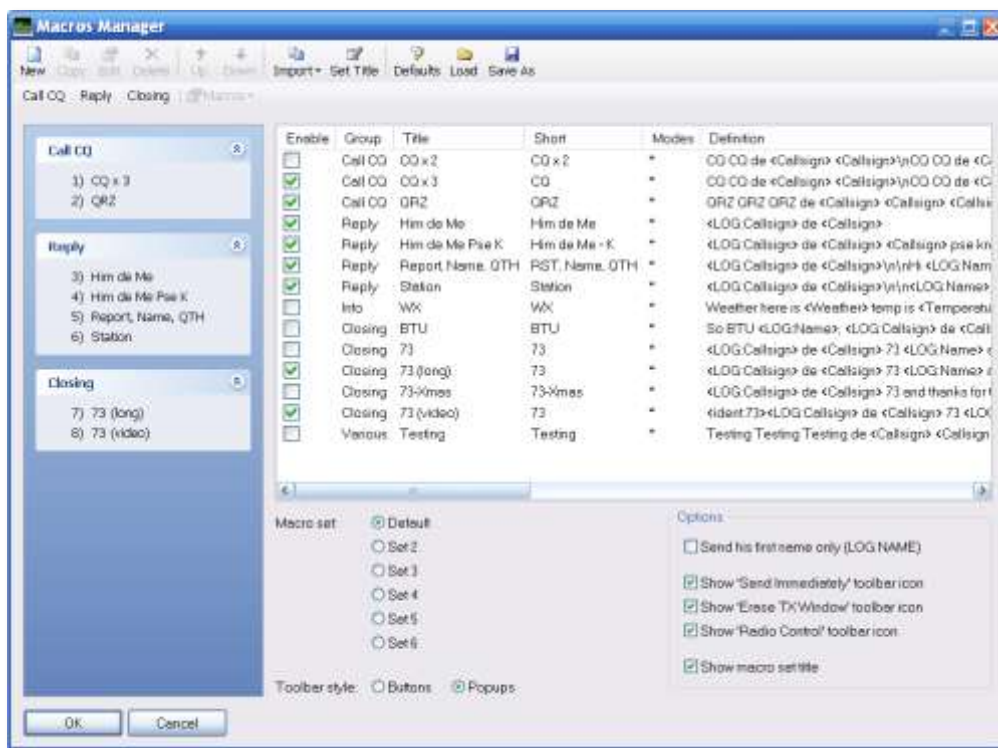 Macros Manager
New Copy Edit Delete Up Down Import Set Title Defaults Load Save As
Call CQ Reply Closing Macros
Call CQ
1) CQ x 3
2) QRZ
Reply
3) Him de Me
4) Him de Me Pse K
5) Report, Name, QTH
6) Station
Closing
7) 73 (long)
8) 73 (video)
Enable Group Title Short Modes Definition
Call CQ CQ x 2 CQ x 2 * CQ CQ de <Callsign> <Callsign>\nCQ CQ de <C
Call CQ CQ x 3 CQ * CQ CQ de <Callsign> <Callsign>\nCQ CQ de <C
Call CQ QRZ QRZ * QRZ QRZ QRZ de <Callsign> <Callsign> <Callsi
Reply Him de Me Him de Me * <LOG:Callsign> de <Callsign>
Reply Him de Me Pse K Him de Me - K * <LOG:Callsign> de <Callsign> <Callsign> pse kn
Reply Report, Name, QTH RST, Name, QTH * <LOG:Callsign> de <Callsign>\n\nHi <LOG:Nam
Reply Station Station * <LOG:Callsign> de <Callsign>\n\n<LOG:Name>
Info WX WX * Weather here is <Weather> temp is <Temperatu
Closing BTU BTU * So BTU <LOG:Name>, <LOG:Callsign> de <Calls
Closing 73 73 * <LOG:Callsign> de <Callsign> 73 <LOG:Name>
Closing 73 (long) 73 * <LOG:Callsign> de <Callsign> 73 <LOG:Name>
Closing 73-Xmas 73-Xmas * <LOG:Callsign> de <Callsign> 73 and thanks for
Closing 73 (video) 73 * <ident:73><LOG:Callsign> de <Callsign> 73 <LO
Various Testing Testing * Testing Testing Testing de <Callsign> <Callsign
Macro set: Default
Set 2
Set 3
Set 4
Set 5
Set 6
Toolbar style: Buttons Popups
Options
Send his first name only (LOG:NAME)
Show 'Send Immediately' toolbar icon
Show 'Erase TX Window' toolbar icon
Show 'Radio Control' toolbar icon
Show macro set title
OK Cancel